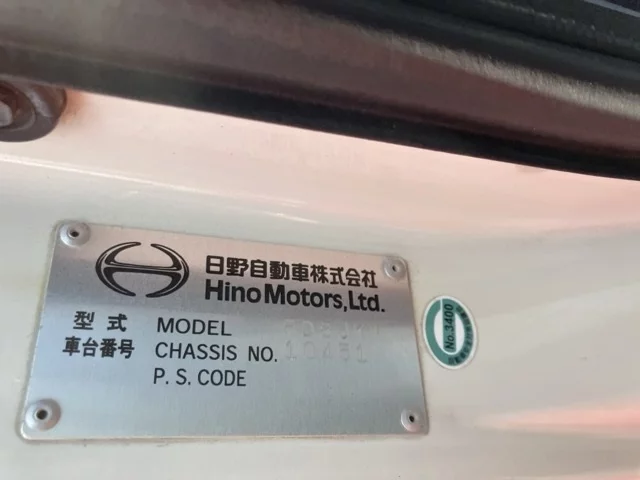 日野自動車株式会社
Hino Motors, Ltd.
型式 MODEL
車台番号 CHASSIS NO.
P. S. CODE
No.3400